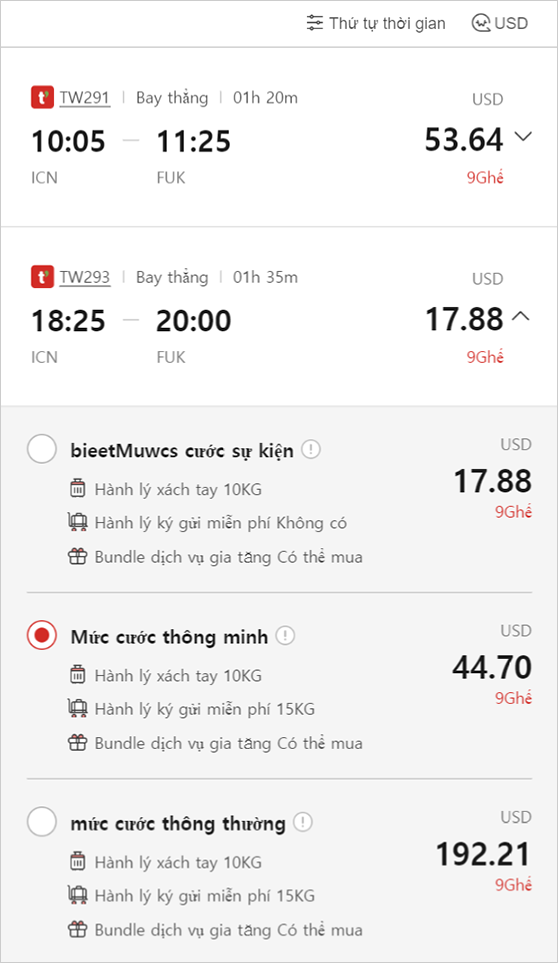 Thứ tự thời gian USD
t' TW291 Bay thẳng 01h 20m USD
10:05 — 11:25 53.64
ICN FUK 9Ghế
t' TW293 Bay thẳng 01h 35m USD
18:25 — 20:00 17.88
ICN FUK 9Ghế
bieetMuwcs cước sự kiện USD
Hành lý xách tay 10KG 17.88
Hành lý ký gửi miễn phí Không có 9Ghế
Bundle dịch vụ gia tăng Có thể mua
Mức cước thông minh USD
Hành lý xách tay 10KG 44.70
Hành lý ký gửi miễn phí 15KG 9Ghế
Bundle dịch vụ gia tăng Có thể mua
mức cước thông thường USD
Hành lý xách tay 10KG 192.21
Hành lý ký gửi miễn phí 15KG 9Ghế
Bundle dịch vụ gia tăng Có thể mua